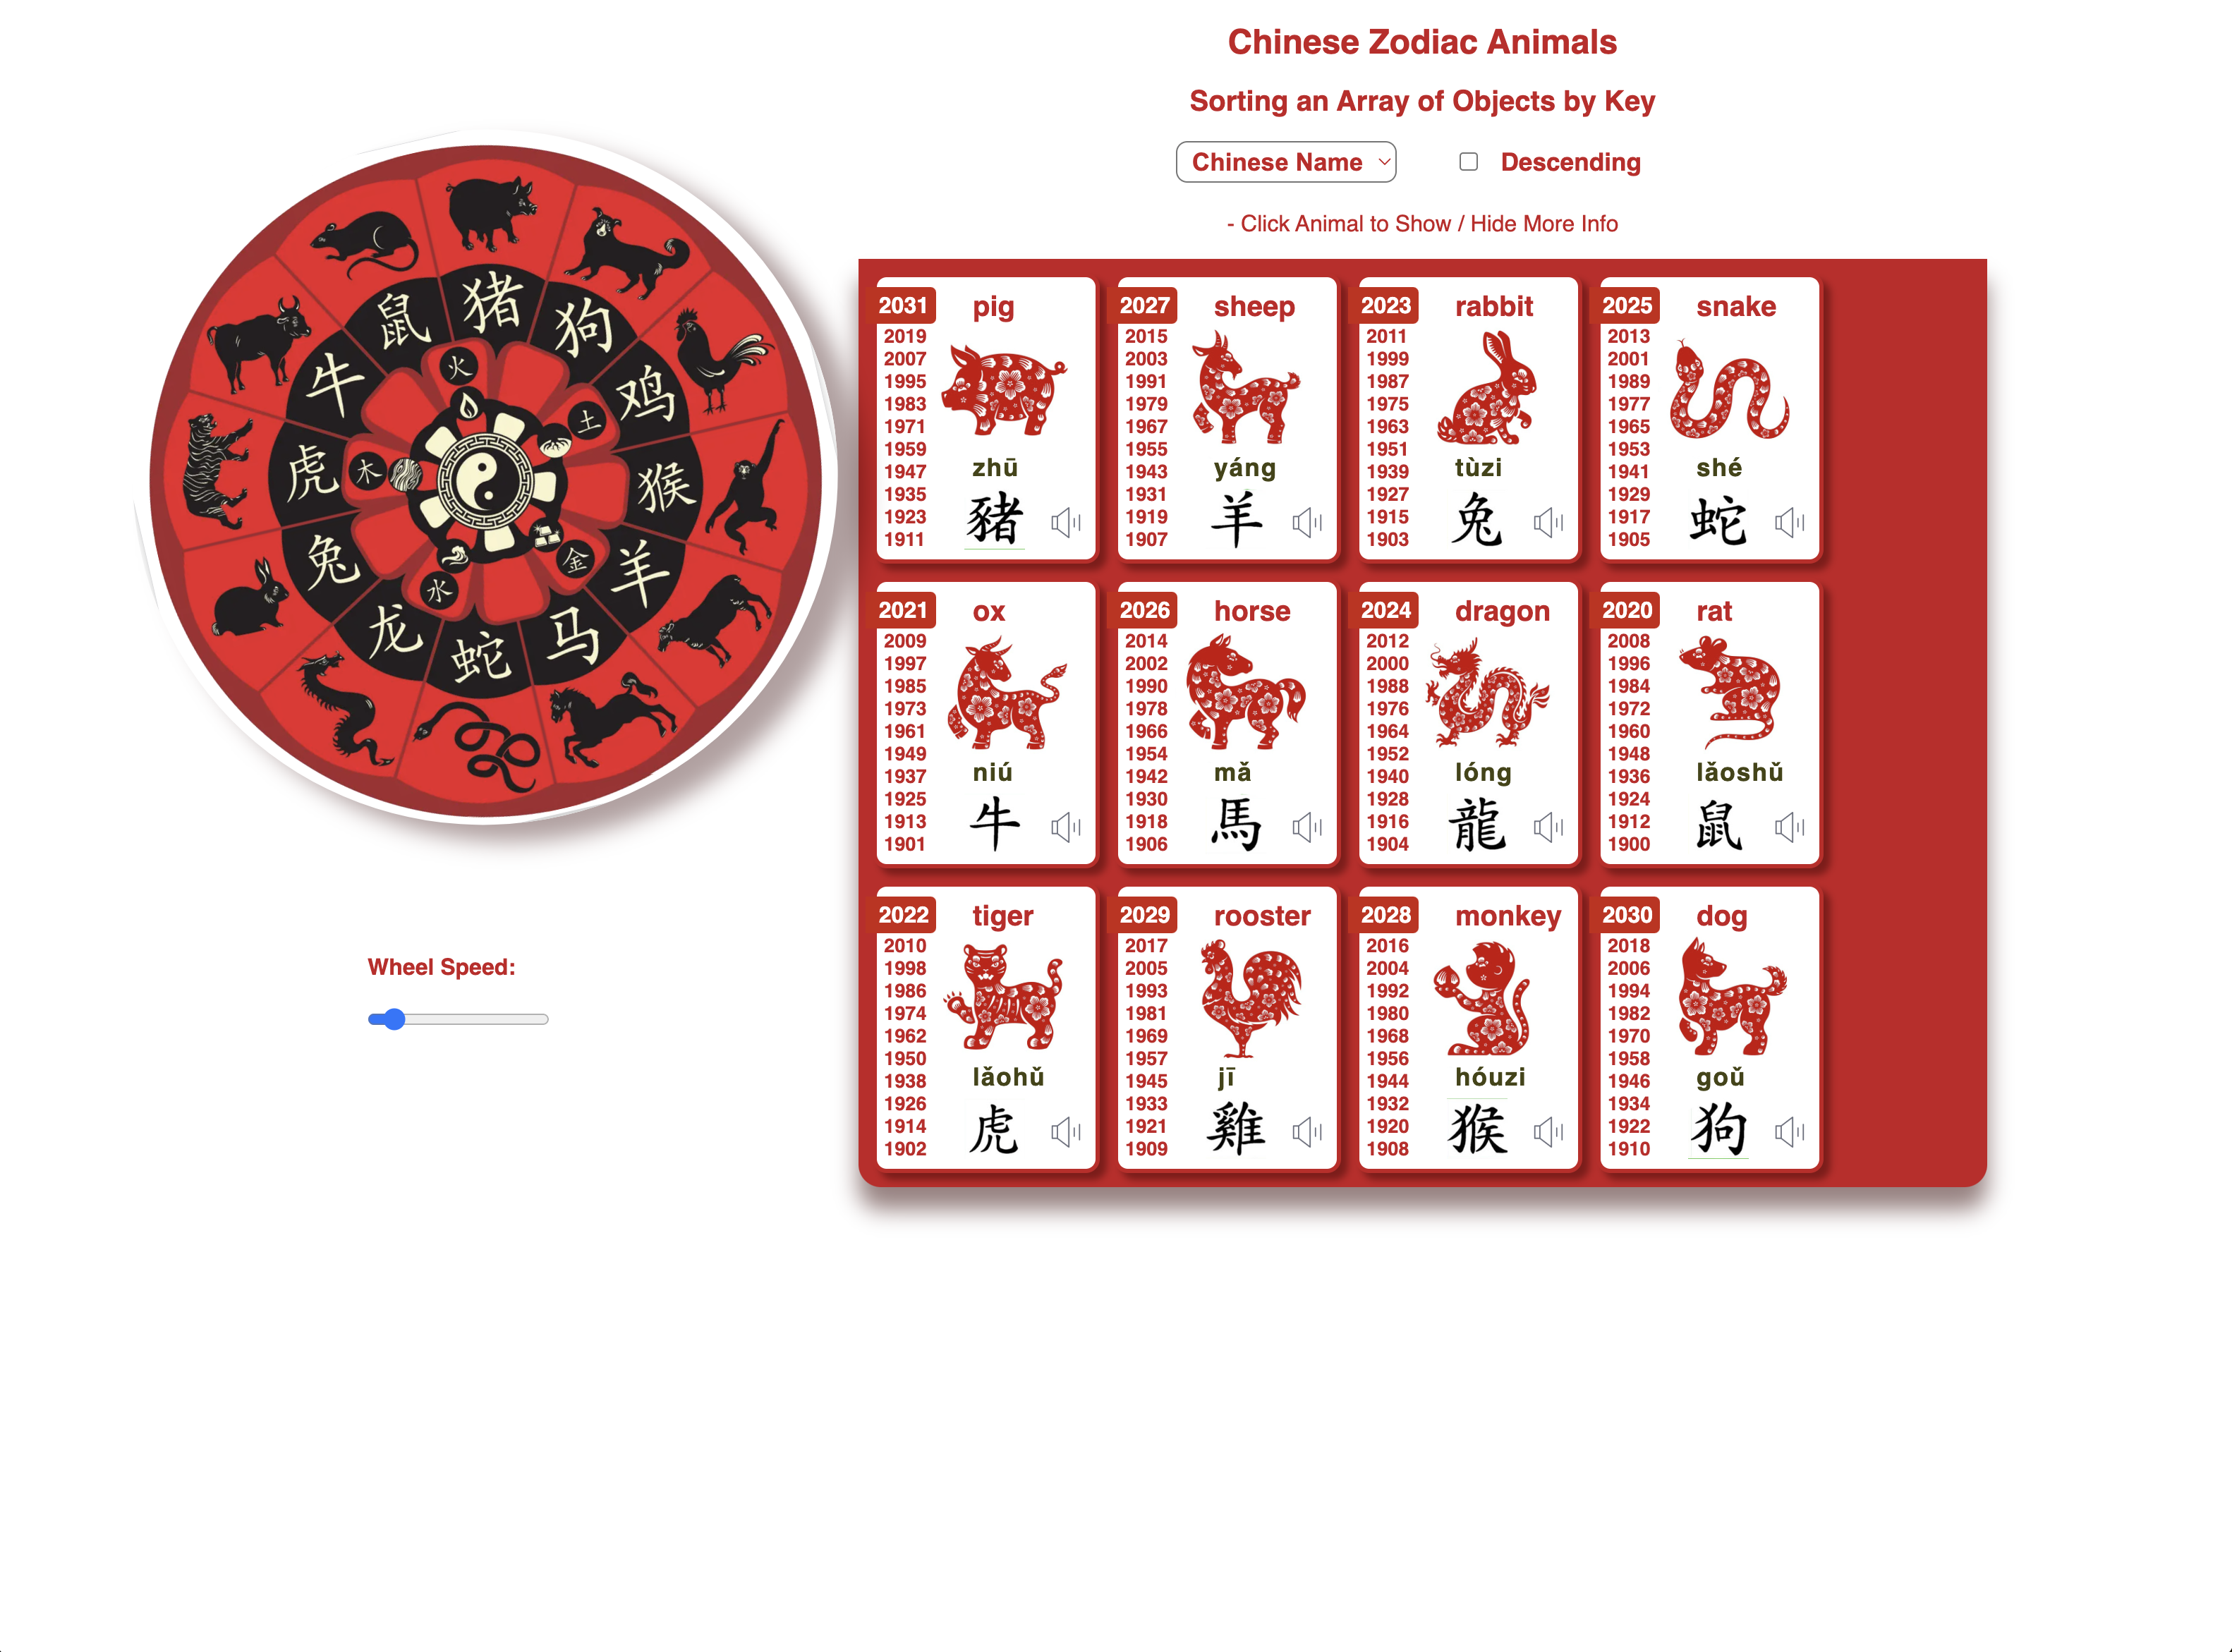 Chinese Zodiac Animals
Sorting an Array of Objects by Key
Chinese Name
Descending
- Click Animal to Show / Hide More Info
猪
狗
鸡
猴
羊
马
蛇
龙
兔
虎
牛
鼠
火
土
金
水
木
Wheel Speed:
2031 pig
2019
2007
1995
1983
1971
1959
1947
1935
1923
1911
zhū
豬
2027 sheep
2015
2003
1991
1979
1967
1955
1943
1931
1919
1907
yáng
羊
2023 rabbit
2011
1999
1987
1975
1963
1951
1939
1927
1915
1903
tùzi
兔
2025 snake
2013
2001
1989
1977
1965
1953
1941
1929
1917
1905
shé
蛇
2021 ox
2009
1997
1985
1973
1961
1949
1937
1925
1913
1901
niú
牛
2026 horse
2014
2002
1990
1978
1966
1954
1942
1930
1918
1906
mǎ
馬
2024 dragon
2012
2000
1988
1976
1964
1952
1940
1928
1916
1904
lóng
龍
2020 rat
2008
1996
1984
1972
1960
1948
1936
1924
1912
1900
lǎoshǔ
鼠
2022 tiger
2010
1998
1986
1974
1962
1950
1938
1926
1914
1902
lǎohǔ
虎
2029 rooster
2017
2005
1993
1981
1969
1957
1945
1933
1921
1909
jī
雞
2028 monkey
2016
2004
1992
1980
1968
1956
1944
1932
1920
1908
hóuzi
猴
2030 dog
2018
2006
1994
1982
1970
1958
1946
1934
1922
1910
goǔ
狗